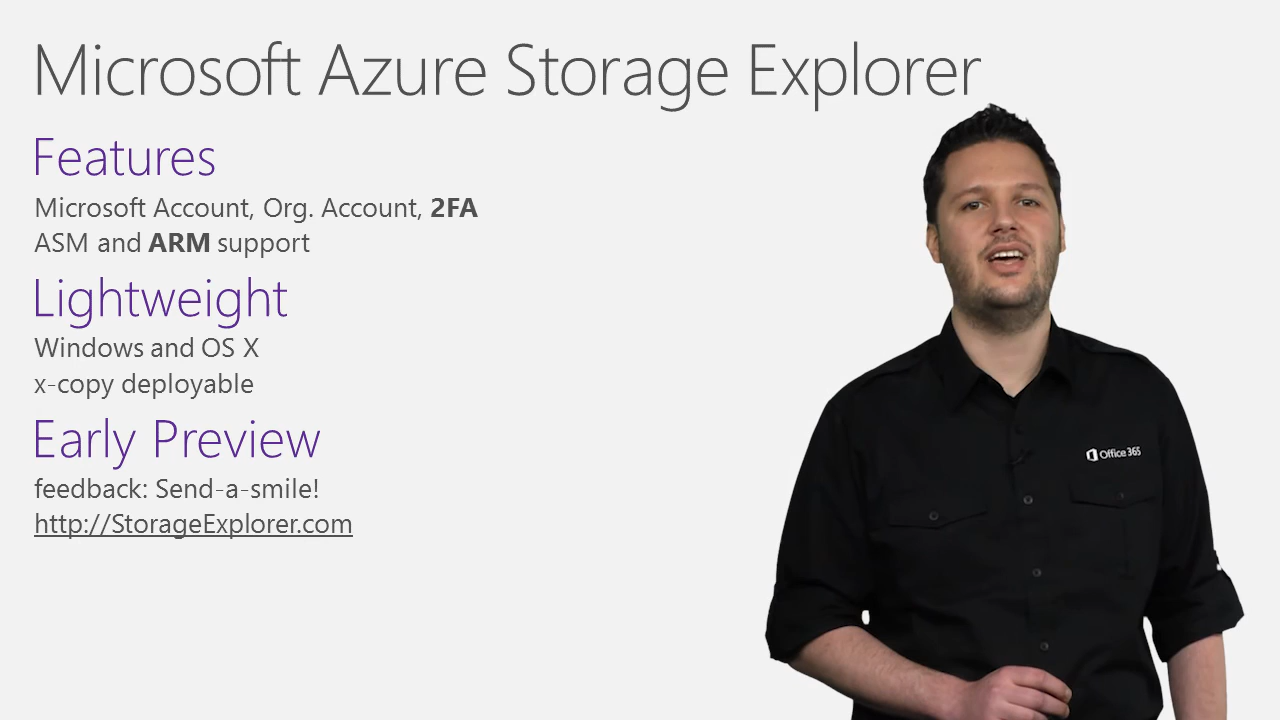 Microsoft Azure Storage Explorer
Features
Microsoft Account, Org. Account, 2FA
ASM and ARM support
Lightweight
Windows and OS X
x-copy deployable
Early Preview
feedback: Send-a-smile!
http://StorageExplorer.com
Office 365